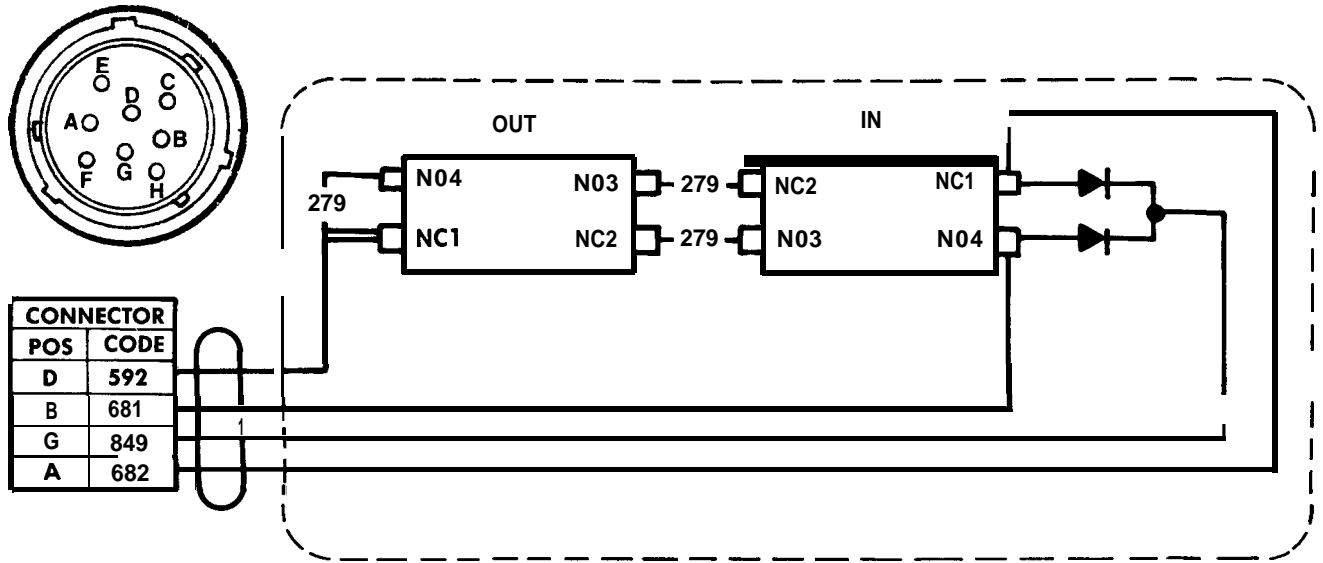 E
C
D
A
B
F
G
H
OUT
IN
N04
N03
279
NC2
NC1
279
NC1
NC2
279
N03
N04
CONNECTOR
POS CODE
D 592
B 681
G 849
A 682